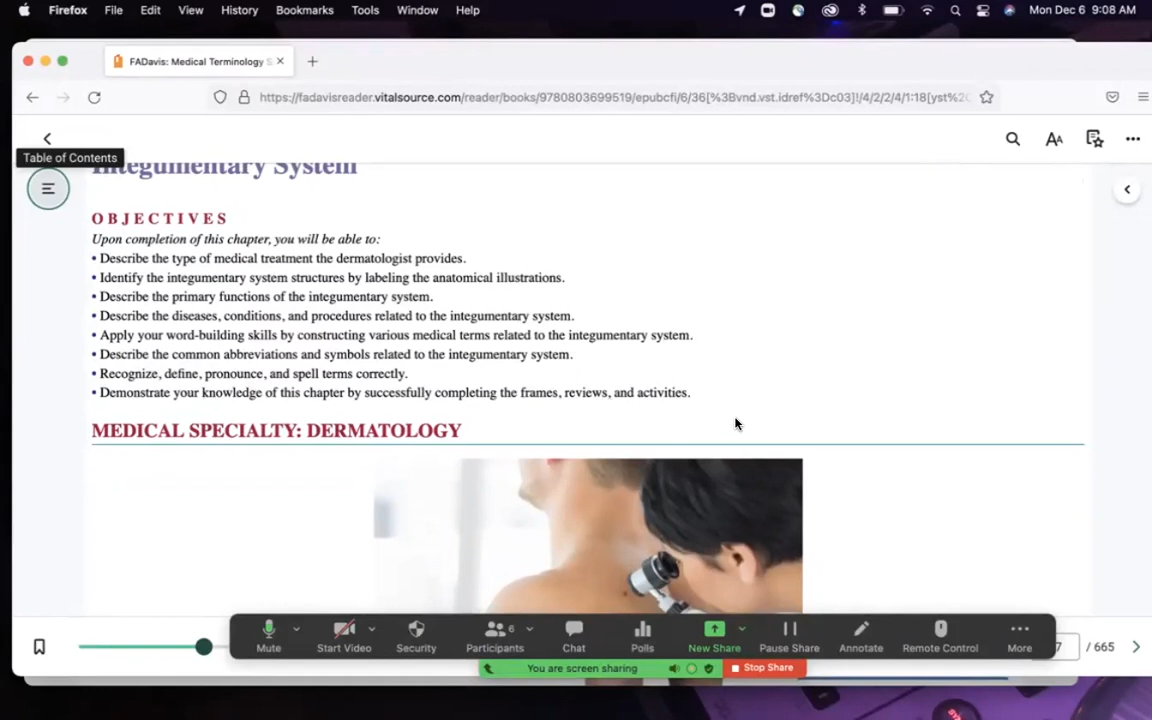 Firefox File Edit View History Bookmarks Tools Window Help Mon Dec 6 9:08 AM
FADavis: Medical Terminology S
https://fadavisreader.vitalsource.com/reader/books/9780803699519/epubcfi/6/36[%3Bvnd.vst.idref%3Dc03]!/4/2/2/4/1:18[yst%2
Table of Contents
Integumentary System
OBJECTIVES
Upon completion of this chapter, you will be able to:
• Describe the type of medical treatment the dermatologist provides.
• Identify the integumentary system structures by labeling the anatomical illustrations.
• Describe the primary functions of the integumentary system.
• Describe the diseases, conditions, and procedures related to the integumentary system.
• Apply your word-building skills by constructing various medical terms related to the integumentary system.
• Describe the common abbreviations and symbols related to the integumentary system.
• Recognize, define, pronounce, and spell terms correctly.
• Demonstrate your knowledge of this chapter by successfully completing the frames, reviews, and activities.
MEDICAL SPECIALTY: DERMATOLOGY
6
Mute Start Video Security Participants Chat Polls New Share Pause Share Annotate Remote Control More
7 / 665
You are screen sharing Stop Share